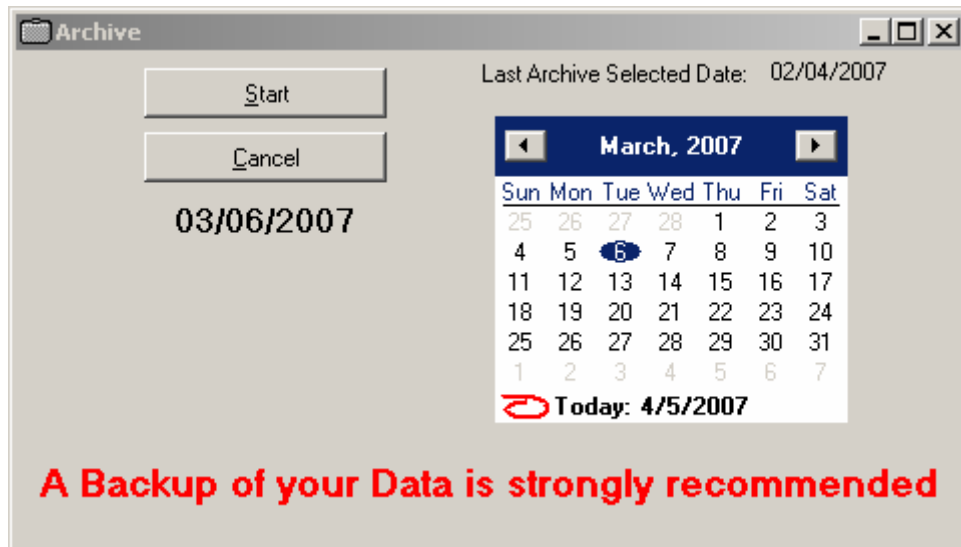 Archive
Start
Cancel
03/06/2007
Last Archive Selected Date: 02/04/2007
March, 2007
Sun Mon Tue Wed Thu Fri Sat
25 26 27 28 1 2 3
4 5 6 7 8 9 10
11 12 13 14 15 16 17
18 19 20 21 22 23 24
25 26 27 28 29 30 31
1 2 3 4 5 6 7
Today: 4/5/2007
A Backup of your Data is strongly recommended